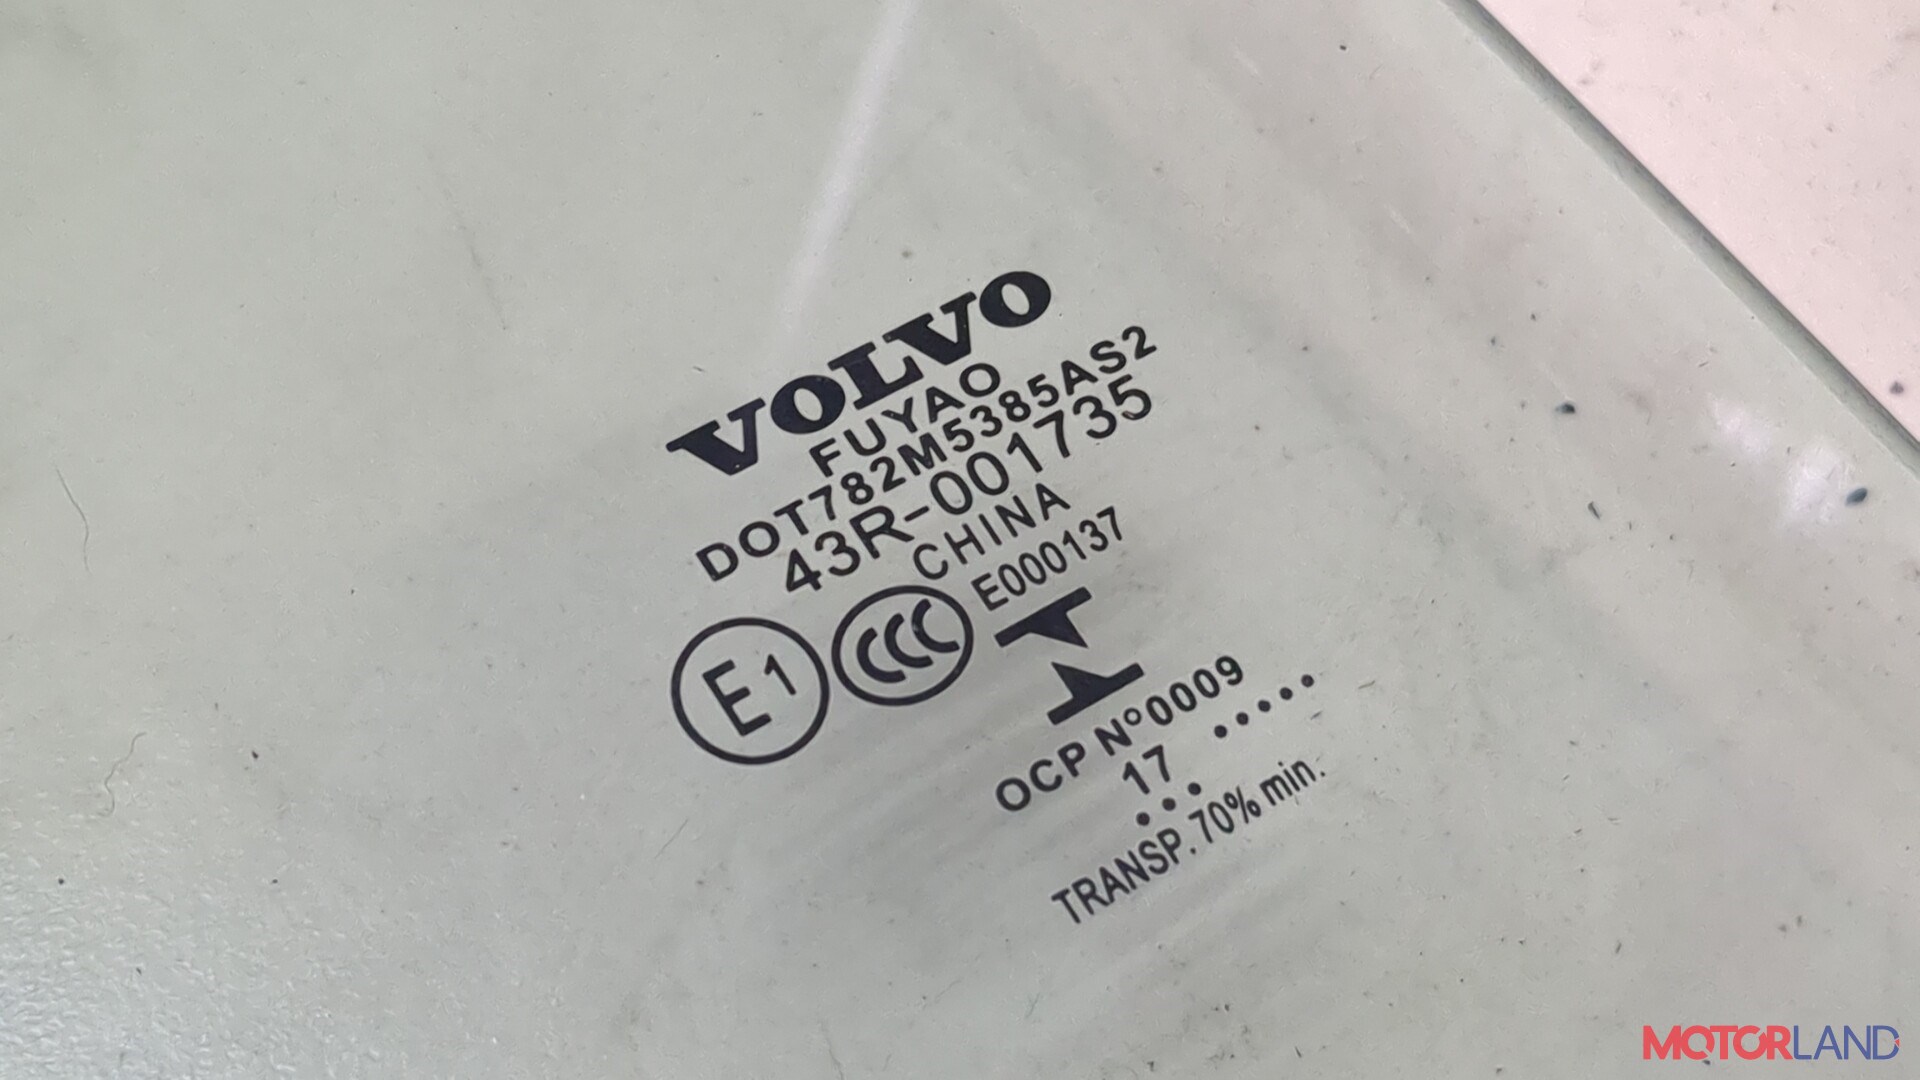 VOLVO
FUYAO
DOT782M5385AS2
43R-001735
CHINA
E000137
E1
CCC
OCP N°0009
17 •••••
•••
TRANSP. 70% min.
MOTORLAND